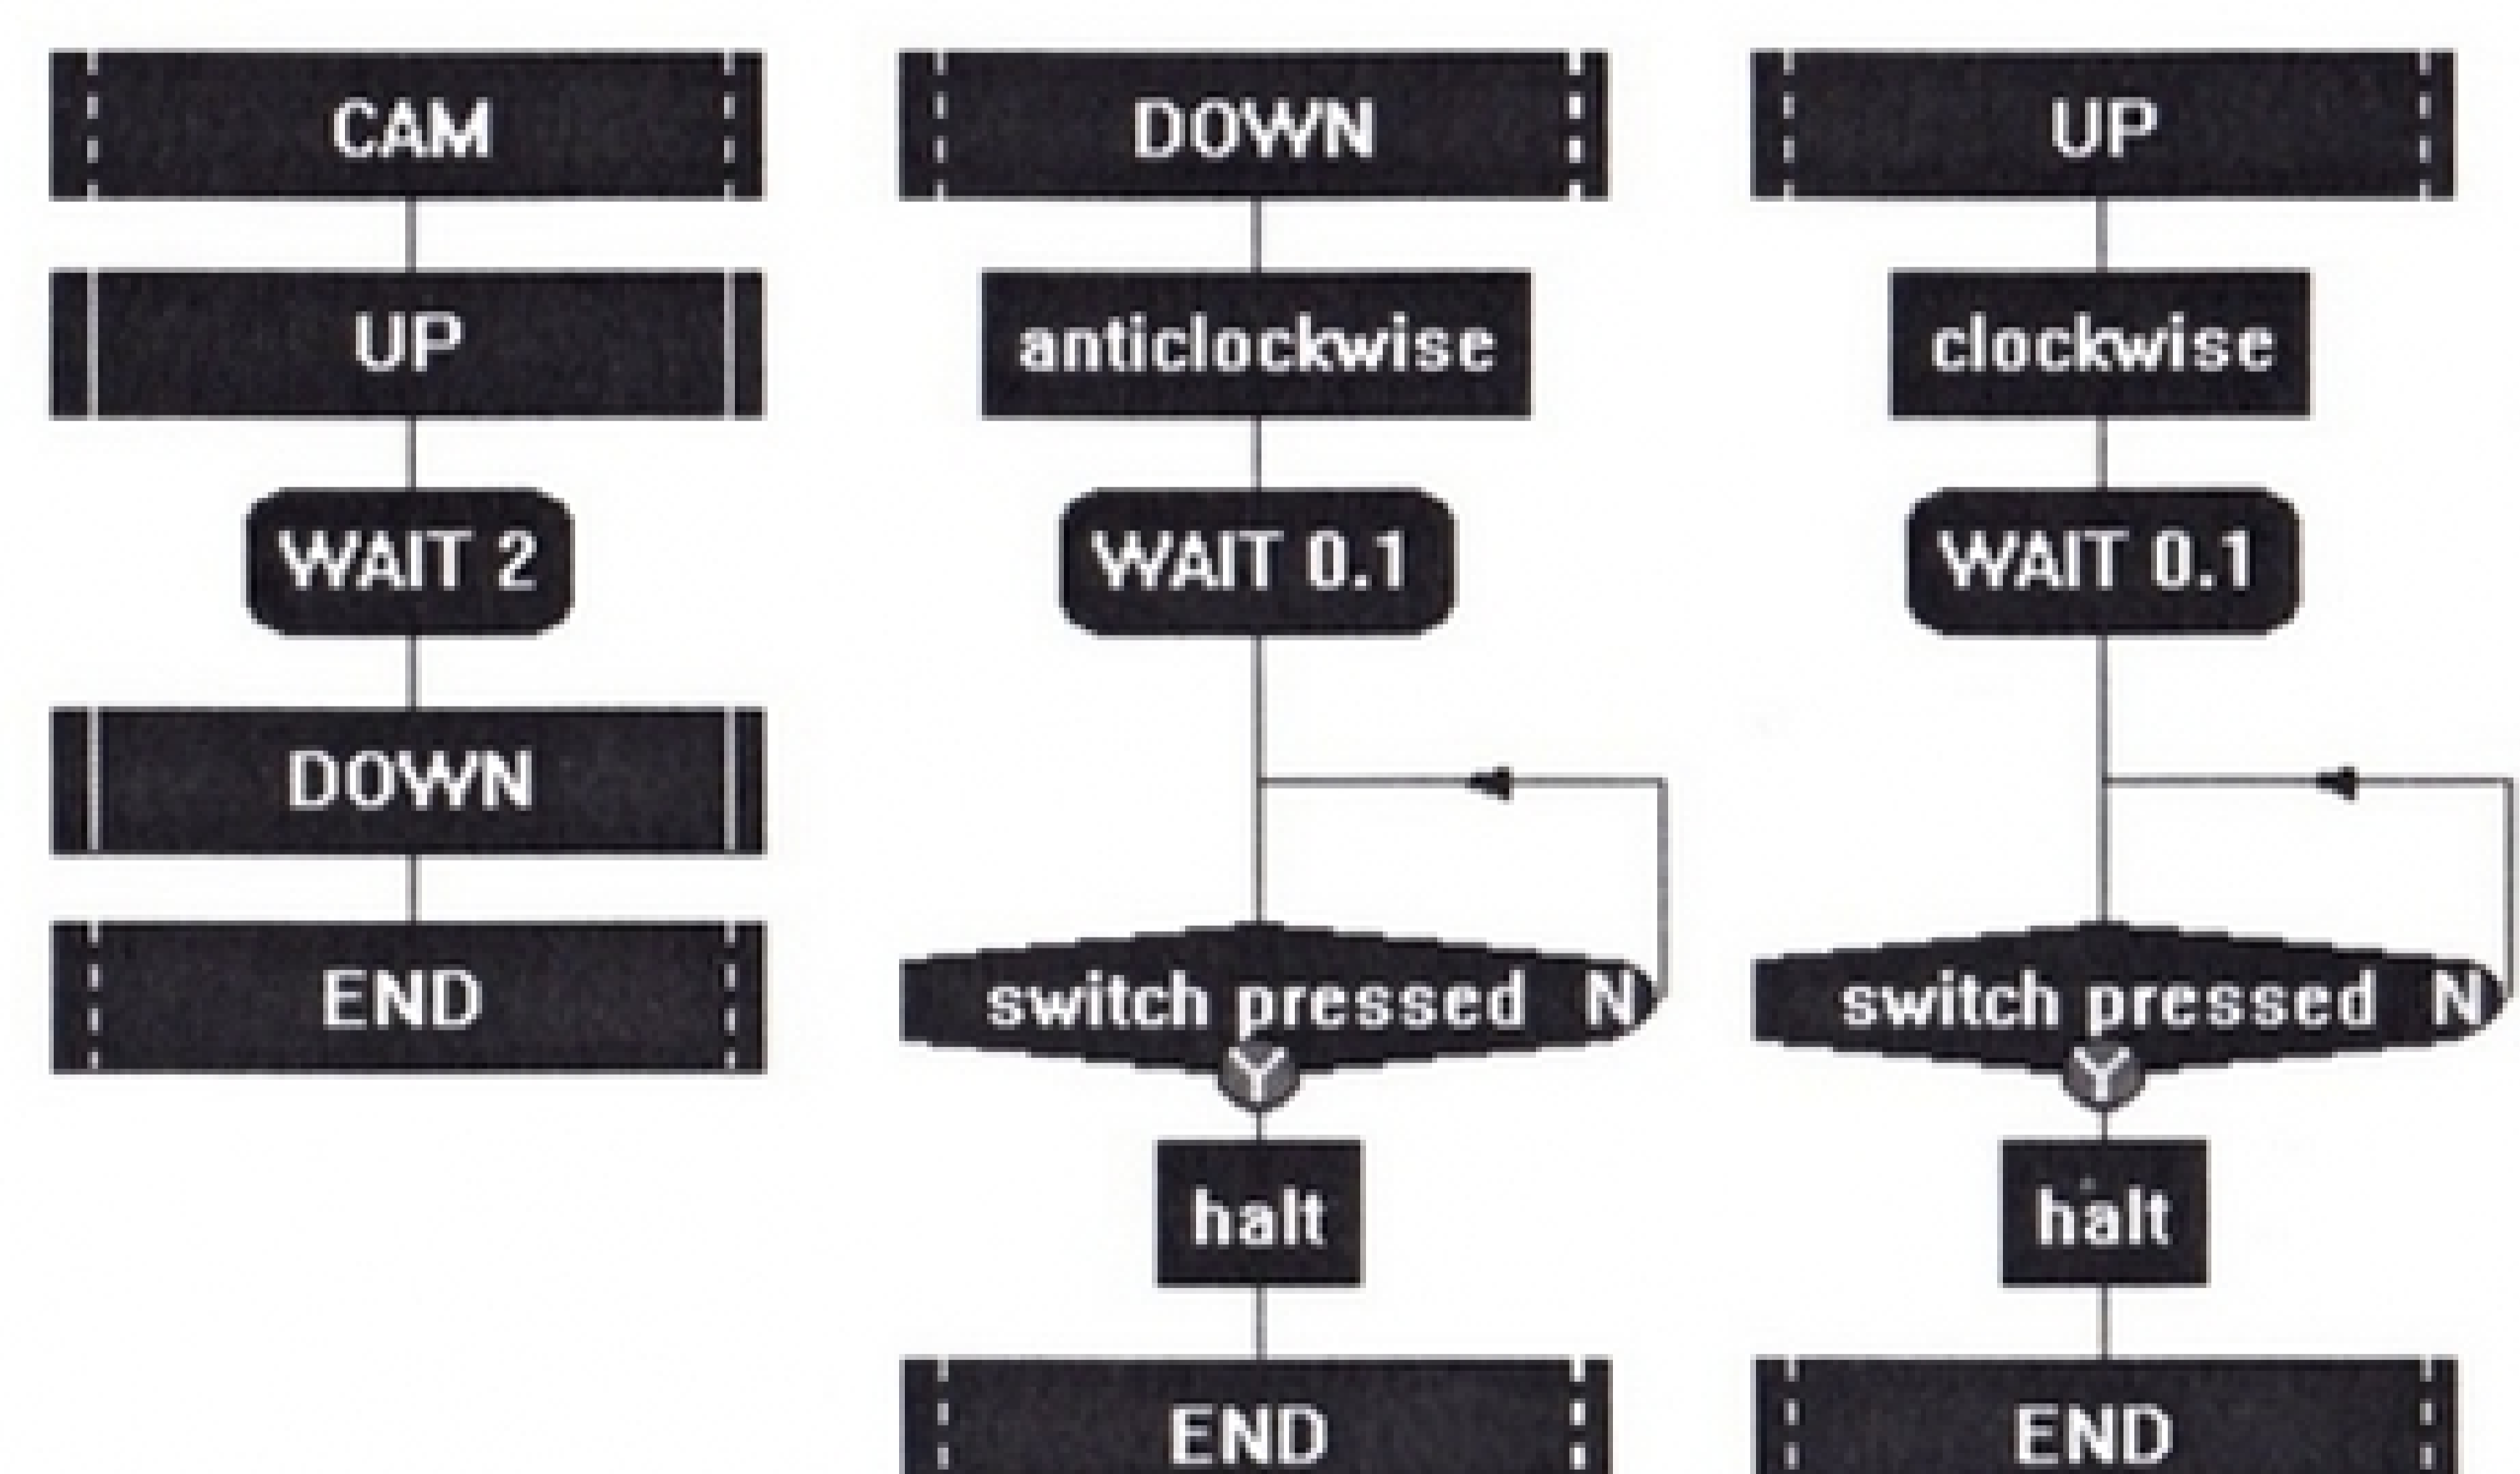 CAM
UP
WAIT 2
DOWN
END
DOWN
anticlockwise
WAIT 0.1
switch pressed N
Y
halt
END
UP
clockwise
WAIT 0.1
switch pressed N
Y
halt
END